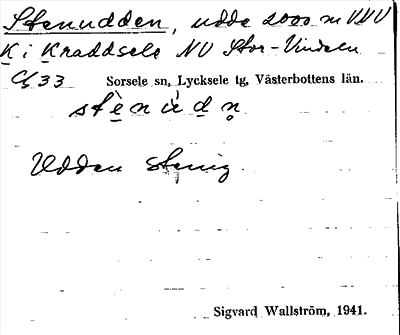 Stenudden, udde 2000 m VNV
K i Kraddsele NV Stor-Vindeln
C/s 33 Sorsele sn, Lycksele tg, Västerbottens län.
Udden stenig.
Sigvard Wallström, 1941.